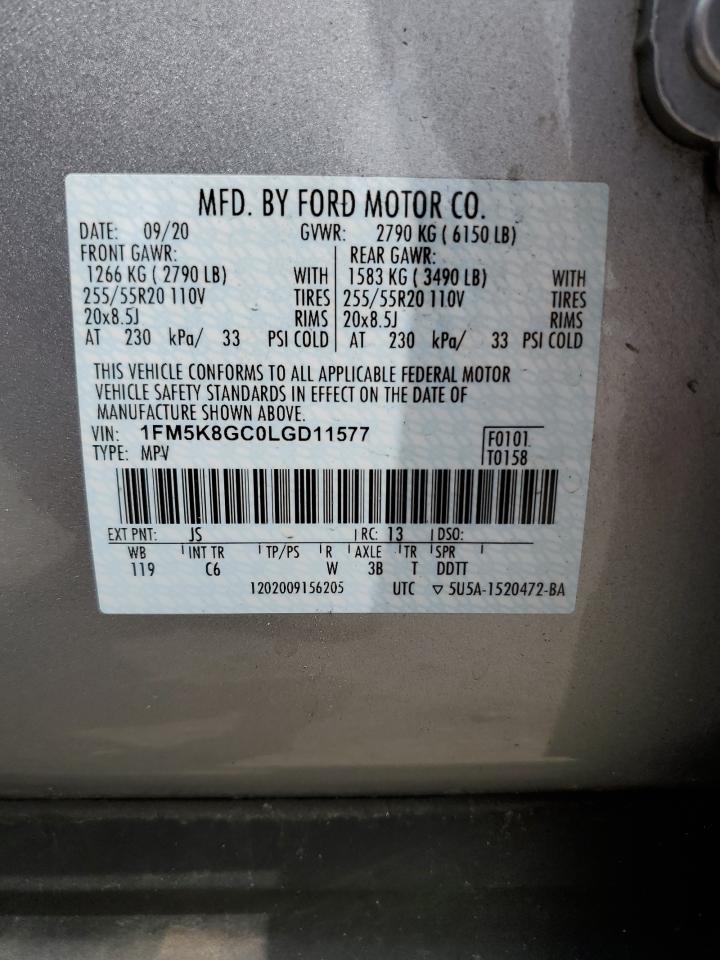 MFD. BY FORD MOTOR CO.
DATE: 09/20 GVWR: 2790 KG ( 6150 LB)
FRONT GAWR: REAR GAWR:
1266 KG ( 2790 LB) WITH 1583 KG ( 3490 LB) WITH
255/55R20 110V TIRES 255/55R20 110V TIRES
20x8.5J RIMS 20x8.5J RIMS
AT 230 kPa/ 33 PSI COLD AT 230 kPa/ 33 PSI COLD
THIS VEHICLE CONFORMS TO ALL APPLICABLE FEDERAL MOTOR
VEHICLE SAFETY STANDARDS IN EFFECT ON THE DATE OF
MANUFACTURE SHOWN ABOVE.
VIN: 1FM5K8GC0LGD11577 F0101
TYPE: MPV T0158
EXT PNT: JS RC: 13 DSO:
WB INT TR TP/PS R AXLE TR SPR
119 C6 W 3B T DDTT
1202009156205 UTC ▽ 5U5A-1520472-BA